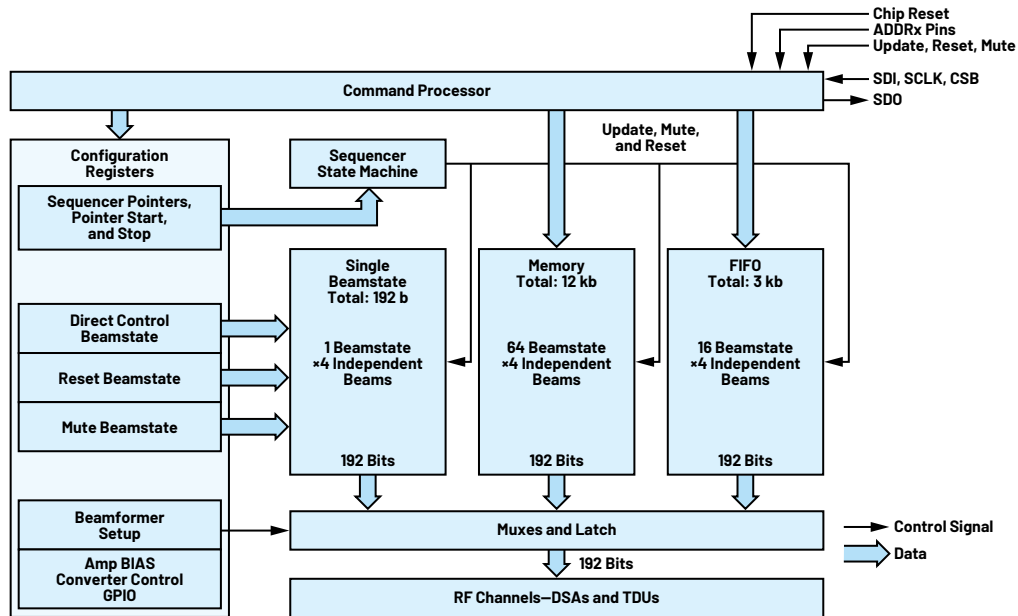 Chip Reset
ADDRx Pins
Update, Reset, Mute
SDI, SCLK, CSB
SDO
Command Processor
Update, Mute,
and Reset
Configuration
Registers
Sequencer
State Machine
Sequencer Pointers,
Pointer Start,
and Stop
Single
Beamstate
Total: 192 b
Memory
Total: 12 kb
FIFO
Total: 3 kb
Direct Control
Beamstate
Reset Beamstate
Mute Beamstate
1 Beamstate
×4 Independent
Beams
64 Beamstate
×4 Independent
Beams
16 Beamstate
×4 Independent
Beams
192 Bits
192 Bits
192 Bits
Beamformer
Setup
Muxes and Latch
Amp BIAS
Converter Control
GPIO
192 Bits
RF Channels—DSAs and TDUs
Control Signal
Data